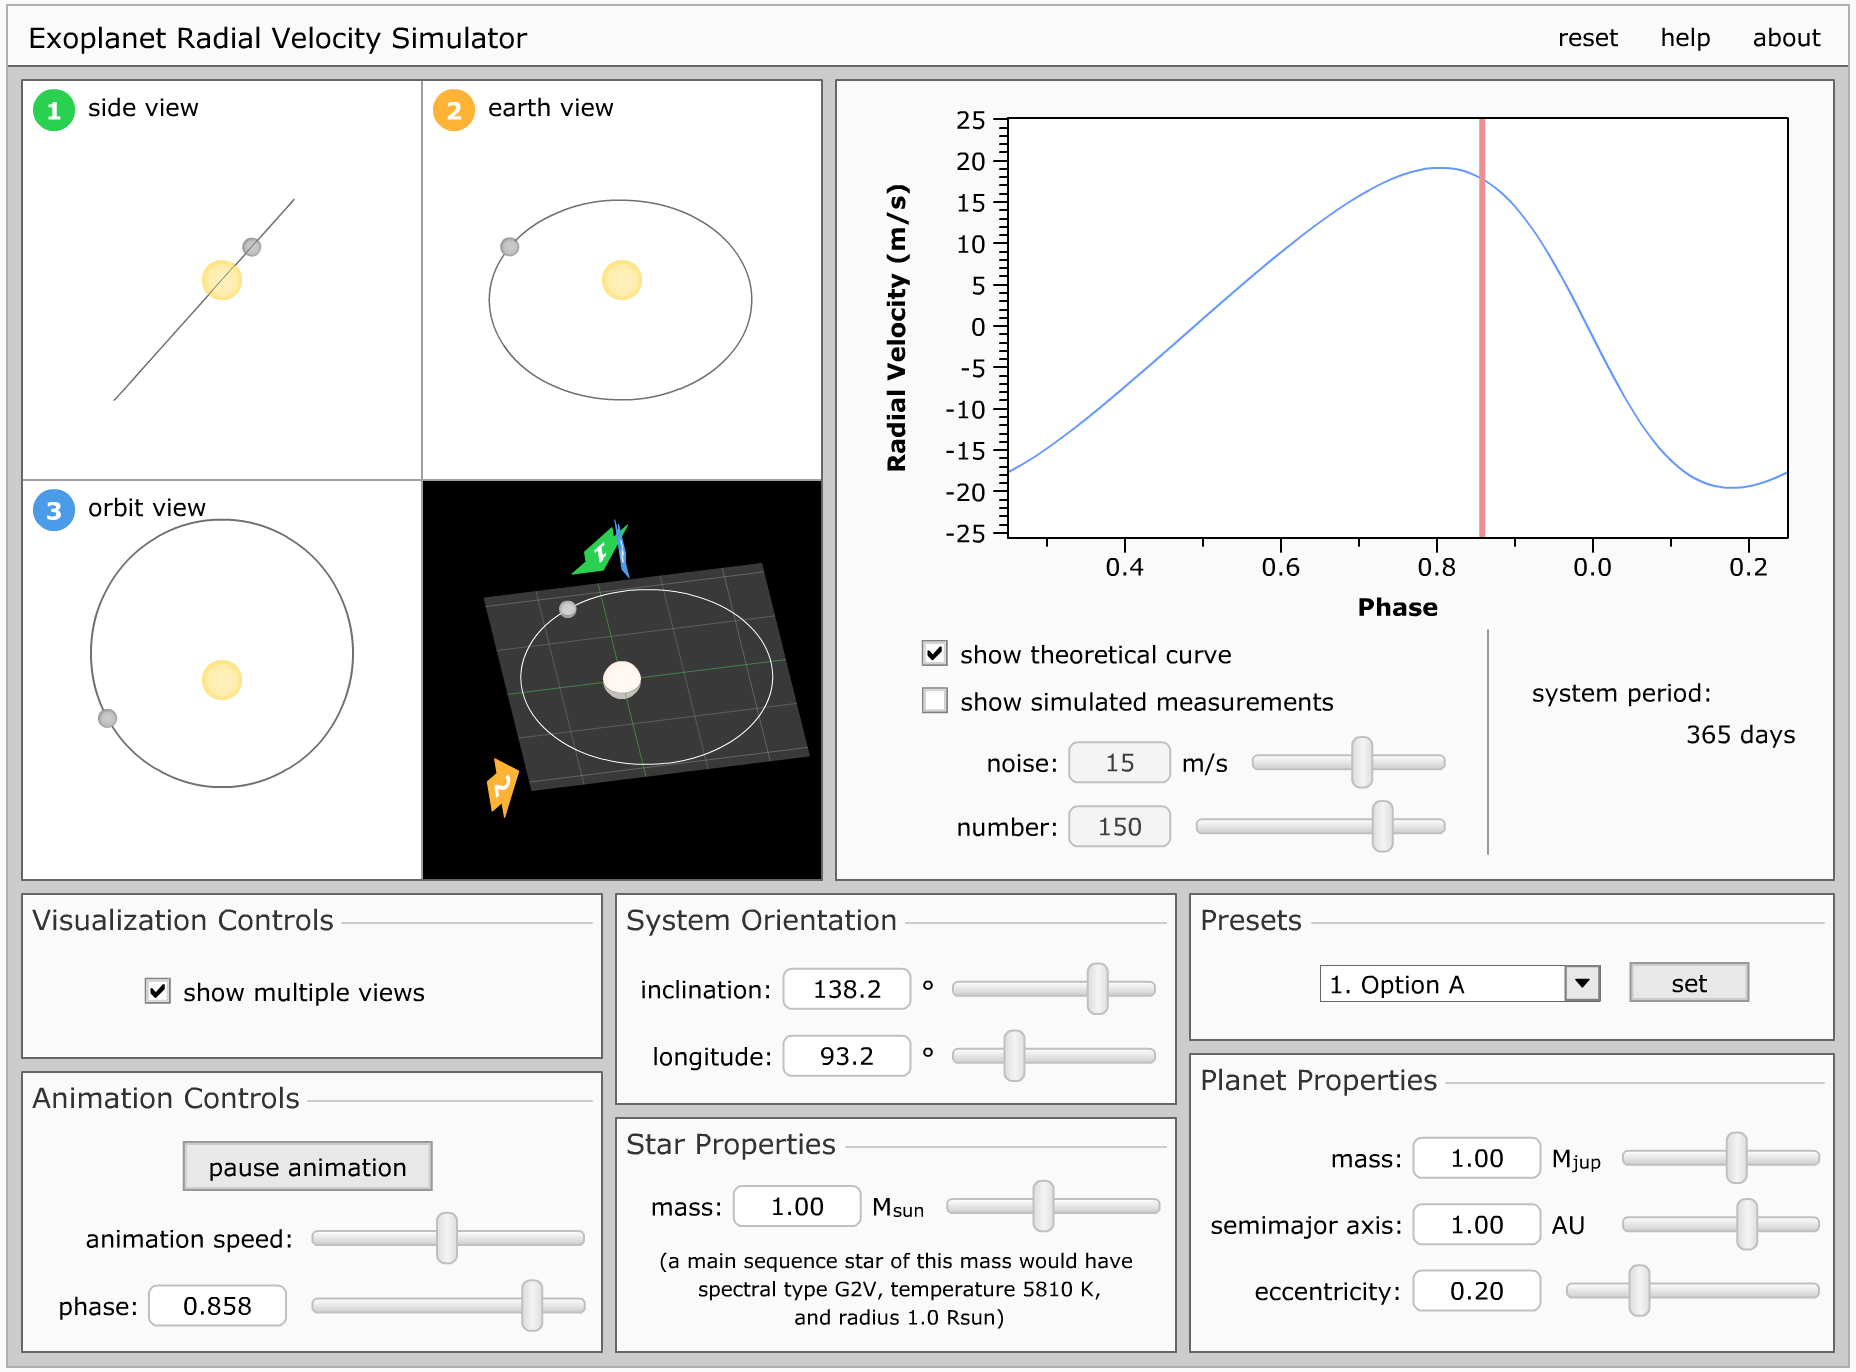 Exoplanet Radial Velocity Simulator
reset help about
1 side view
2 earth view
3 orbit view
1
2
Radial Velocity (m/s)
25
20
15
10
5
0
-5
-10
-15
-20
-25
0.4 0.6 0.8 0.0 0.2
Phase
show theoretical curve
show simulated measurements
noise: 15 m/s
number: 150
system period:
365 days
Visualization Controls
show multiple views
Animation Controls
pause animation
animation speed:
phase: 0.858
System Orientation
inclination: 138.2 °
longitude: 93.2 °
Star Properties
mass: 1.00 Msun
(a main sequence star of this mass would have
spectral type G2V, temperature 5810 K,
and radius 1.0 Rsun)
Presets
1. Option A set
Planet Properties
mass: 1.00 Mjup
semimajor axis: 1.00 AU
eccentricity: 0.20